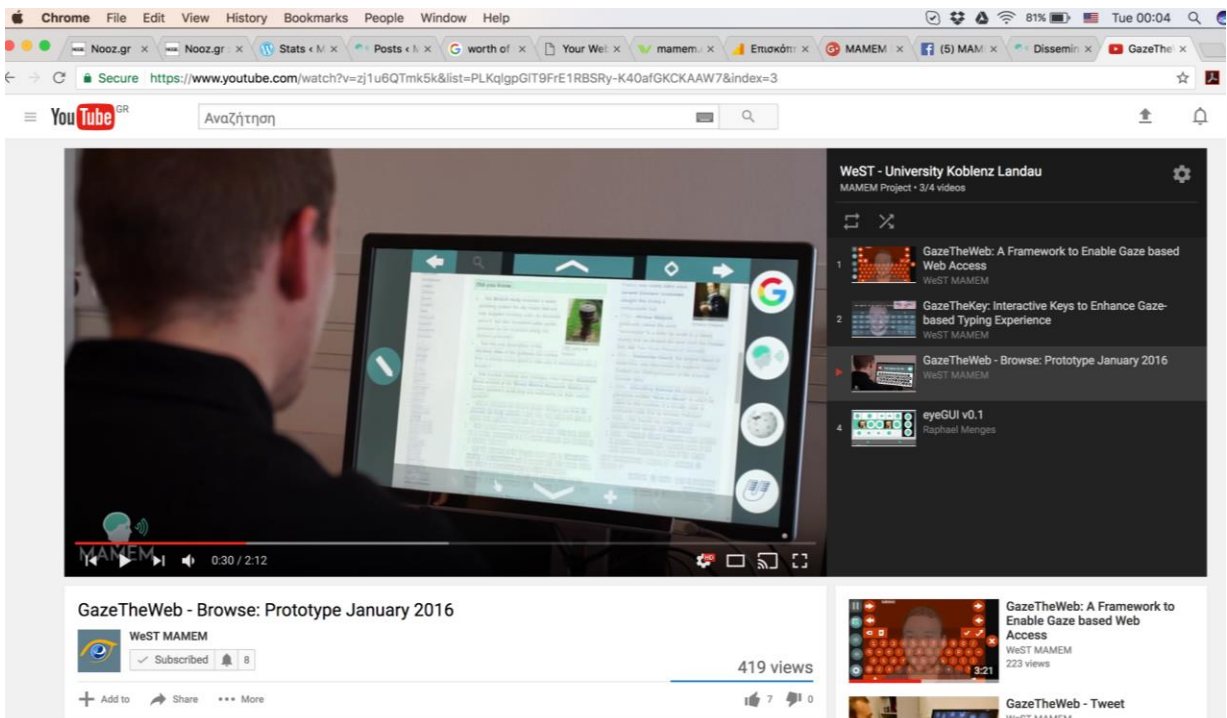 Chrome File Edit View History Bookmarks People Window Help 81% Tue 00:04
Nooz.gr × Nooz.gr × Stats ‹ M × Posts ‹ M × worth of × Your Web × mamem. × Επισκόπ × MAMEM × (5) MAM × Dissemin × GazeThe ×
Secure https://www.youtube.com/watch?v=zj1u6QTmk5k&list=PLKqlgpGIT9FrE1RBSRy-K40afGKCKAAW7&index=3
YouTube GR Αναζήτηση
WeST - University Koblenz Landau
MAMEM Project • 3/4 videos
1 GazeTheWeb: A Framework to Enable Gaze based
Web Access
WeST MAMEM
2 GazeTheKey: Interactive Keys to Enhance Gaze-
based Typing Experience
WeST MAMEM
GazeTheWeb - Browse: Prototype January 2016
WeST MAMEM
4 eyeGUI v0.1
Raphael Menges
Did you know
MAMEM
0:30 / 2:12 HD
GazeTheWeb - Browse: Prototype January 2016
WeST MAMEM
Subscribed 8
419 views
Add to Share More 7 0
GazeTheWeb: A Framework to
Enable Gaze based Web
Access
WeST MAMEM
223 views
3:21
GazeTheWeb - Tweet
WeST MAMEM